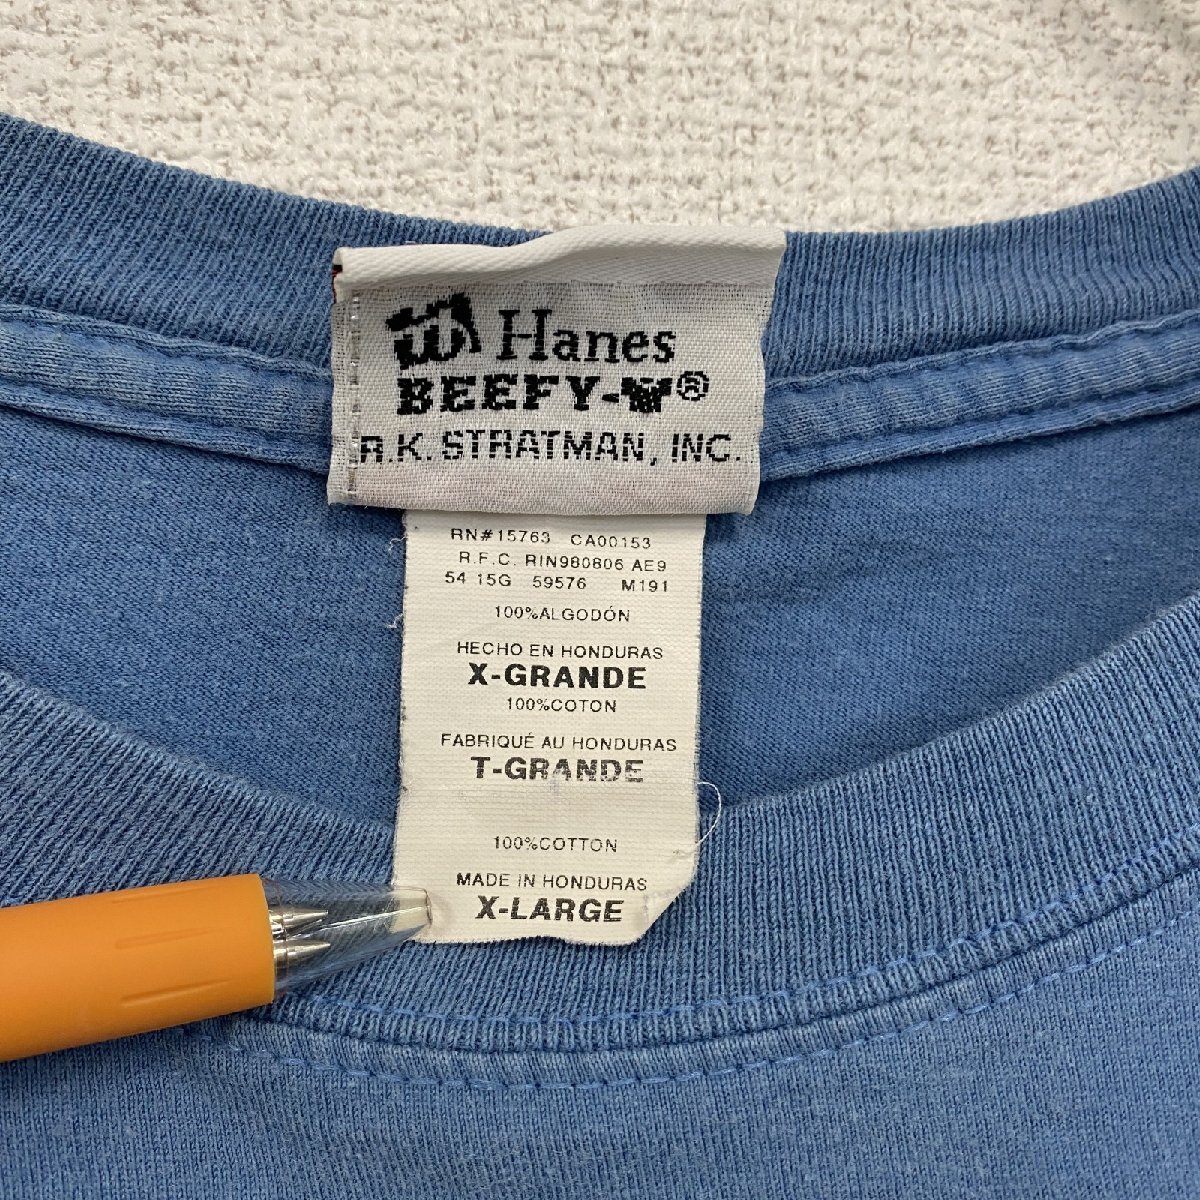 Hanes
BEEFY-T®
R.K. STRATMAN, INC.
RN#15763 CA00153
R.F.C. RIN980806 AE9
54 15G 59576 M191
100%ALGODÓN
HECHO EN HONDURAS
X-GRANDE
100%COTON
FABRIQUÉ AU HONDURAS
T-GRANDE
100%COTTON
MADE IN HONDURAS
X-LARGE